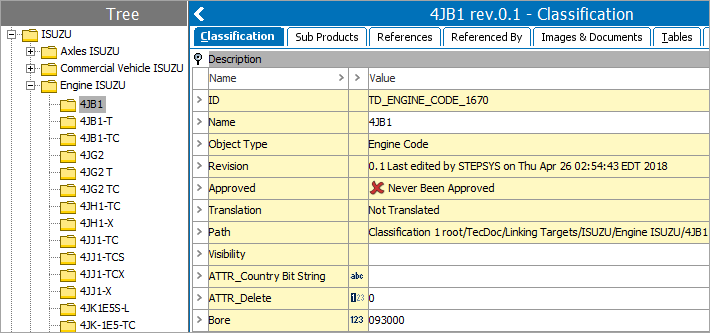 Tree
ISUZU
Axles ISUZU
Commercial Vehicle ISUZU
Engine ISUZU
4JB1
4JB1-T
4JB1-TC
4JG2
4JG2 T
4JG2 TC
4JH1-TC
4JH1-X
4JJ1-TC
4JJ1-TCS
4JJ1-TCX
4JJ1-X
4JK1E5S-L
4JK-1E5-TC
4JB1 rev.0.1 - Classification
Classification Sub Products References Referenced By Images & Documents Tables
Description
Name > > Value
> ID TD_ENGINE_CODE_1670
> Name 4JB1
> Object Type Engine Code
> Revision 0.1 Last edited by STEPSYS on Thu Apr 26 02:54:43 EDT 2018
> Approved Never Been Approved
> Translation Not Translated
> Path Classification 1 root/TecDoc/Linking Targets/ISUZU/Engine ISUZU/4JB1
> Visibility
> ATTR_Country Bit String abc
> ATTR_Delete 123 0
> Bore 123 093000